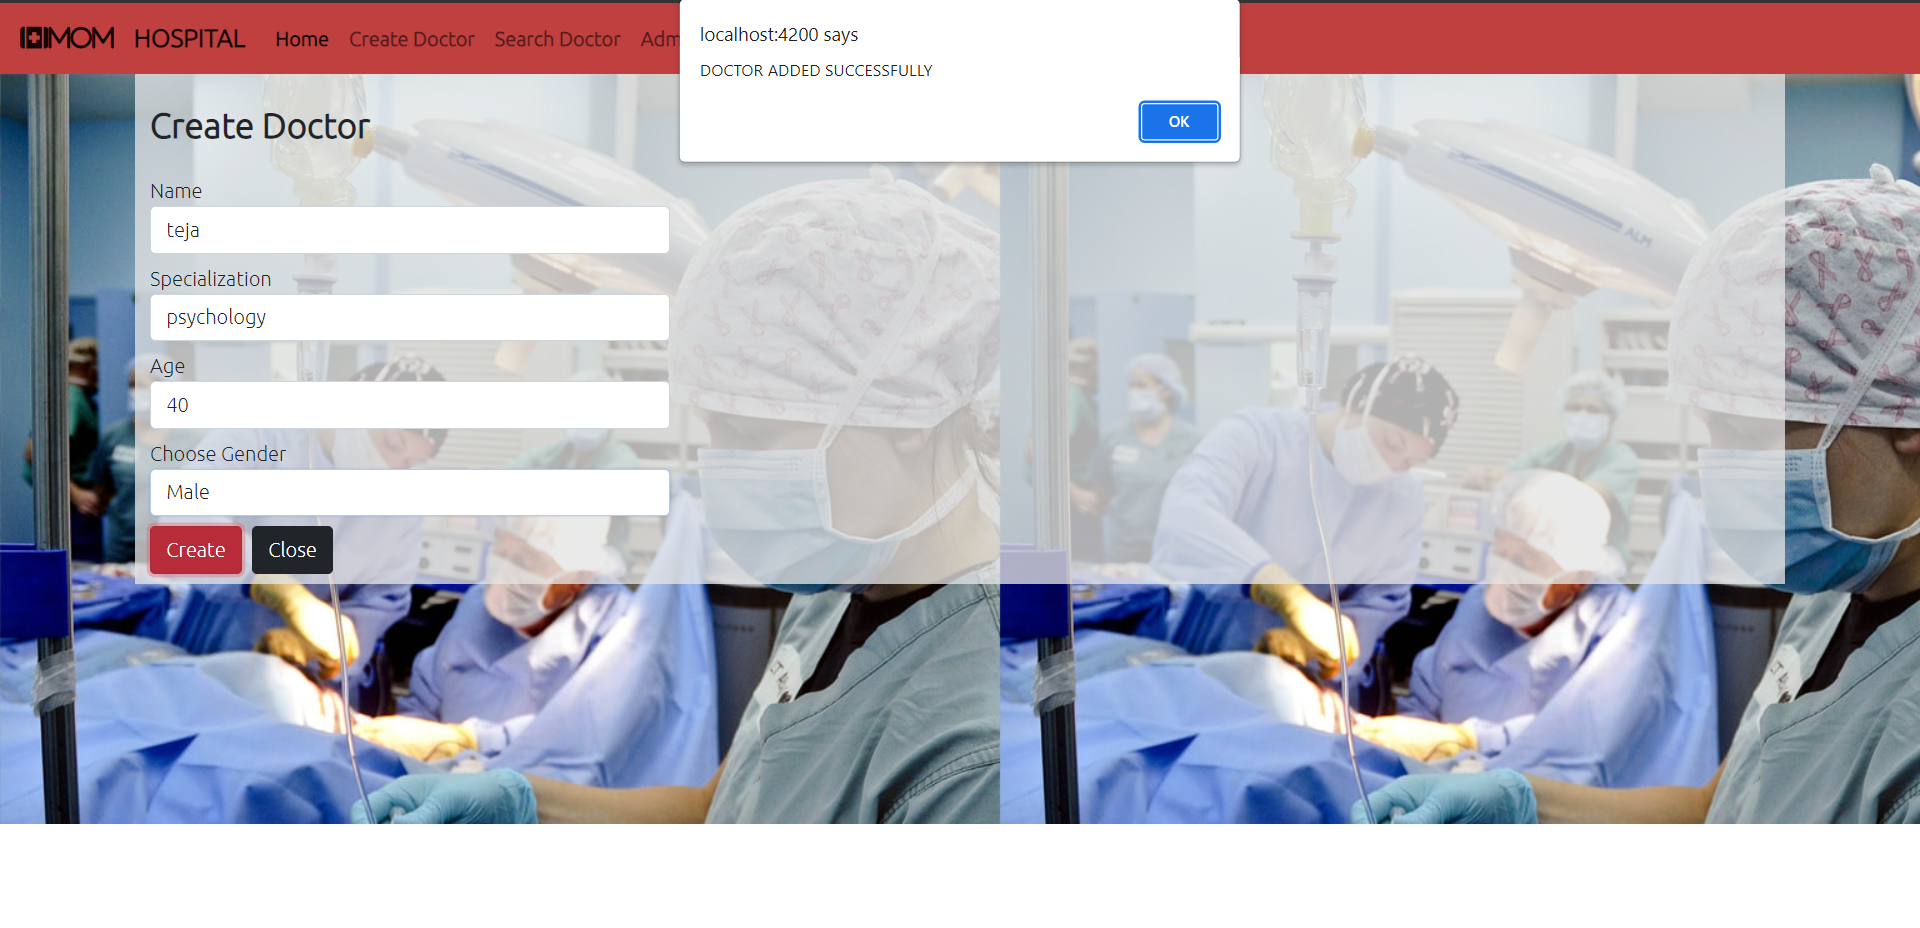 MOM HOSPITAL Home Create Doctor Search Doctor Adm
localhost:4200 says
DOCTOR ADDED SUCCESSFULLY
OK
Create Doctor
Name
teja
Specialization
psychology
Age
40
Choose Gender
Male
Create Close
ALM